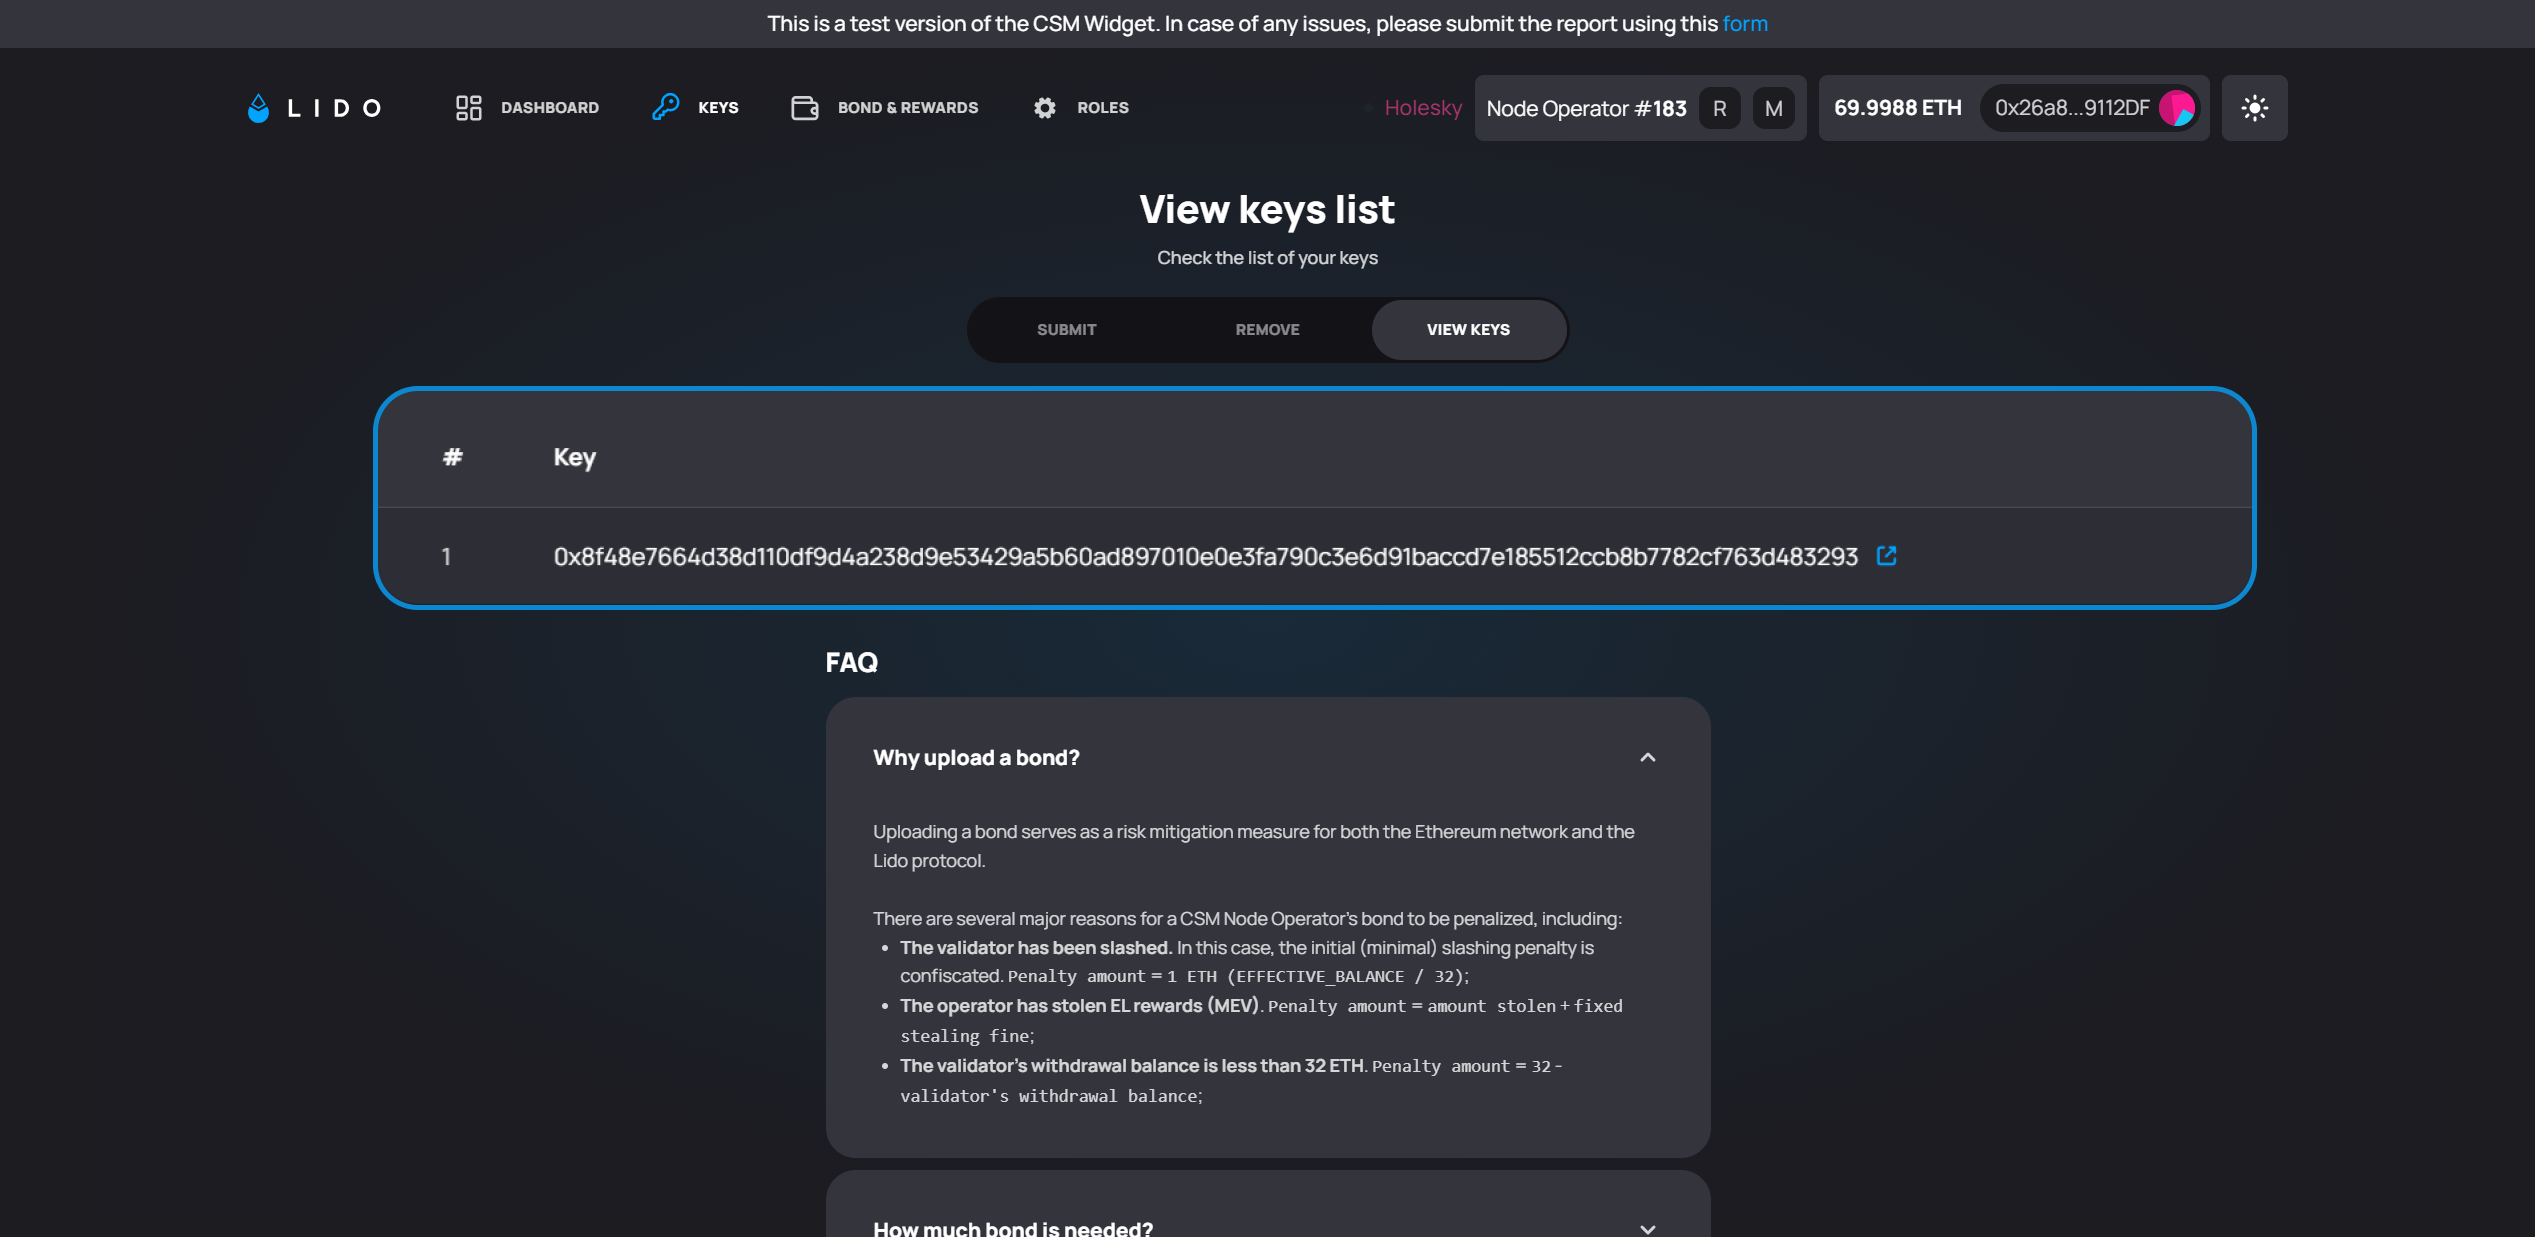 This is a test version of the CSM Widget. In case of any issues, please submit the report using this form
LIDO
DASHBOARD
KEYS
BOND & REWARDS
ROLES
Holesky
Node Operator #183 R M
69.9988 ETH 0x26a8...9112DF
View keys list
Check the list of your keys
SUBMIT
REMOVE
VIEW KEYS
# Key
1 0x8f48e7664d38d110df9d4a238d9e53429a5b60ad897010e0e3fa790c3e6d91baccd7e185512ccb8b7782cf763d483293
FAQ
Why upload a bond?
Uploading a bond serves as a risk mitigation measure for both the Ethereum network and the
Lido protocol.
There are several major reasons for a CSM Node Operator's bond to be penalized, including:
• The validator has been slashed. In this case, the initial (minimal) slashing penalty is
confiscated. Penalty amount = 1 ETH (EFFECTIVE_BALANCE / 32);
• The operator has stolen EL rewards (MEV). Penalty amount = amount stolen + fixed
stealing fine;
• The validator's withdrawal balance is less than 32 ETH. Penalty amount = 32 -
validator's withdrawal balance;
How much bond is needed?